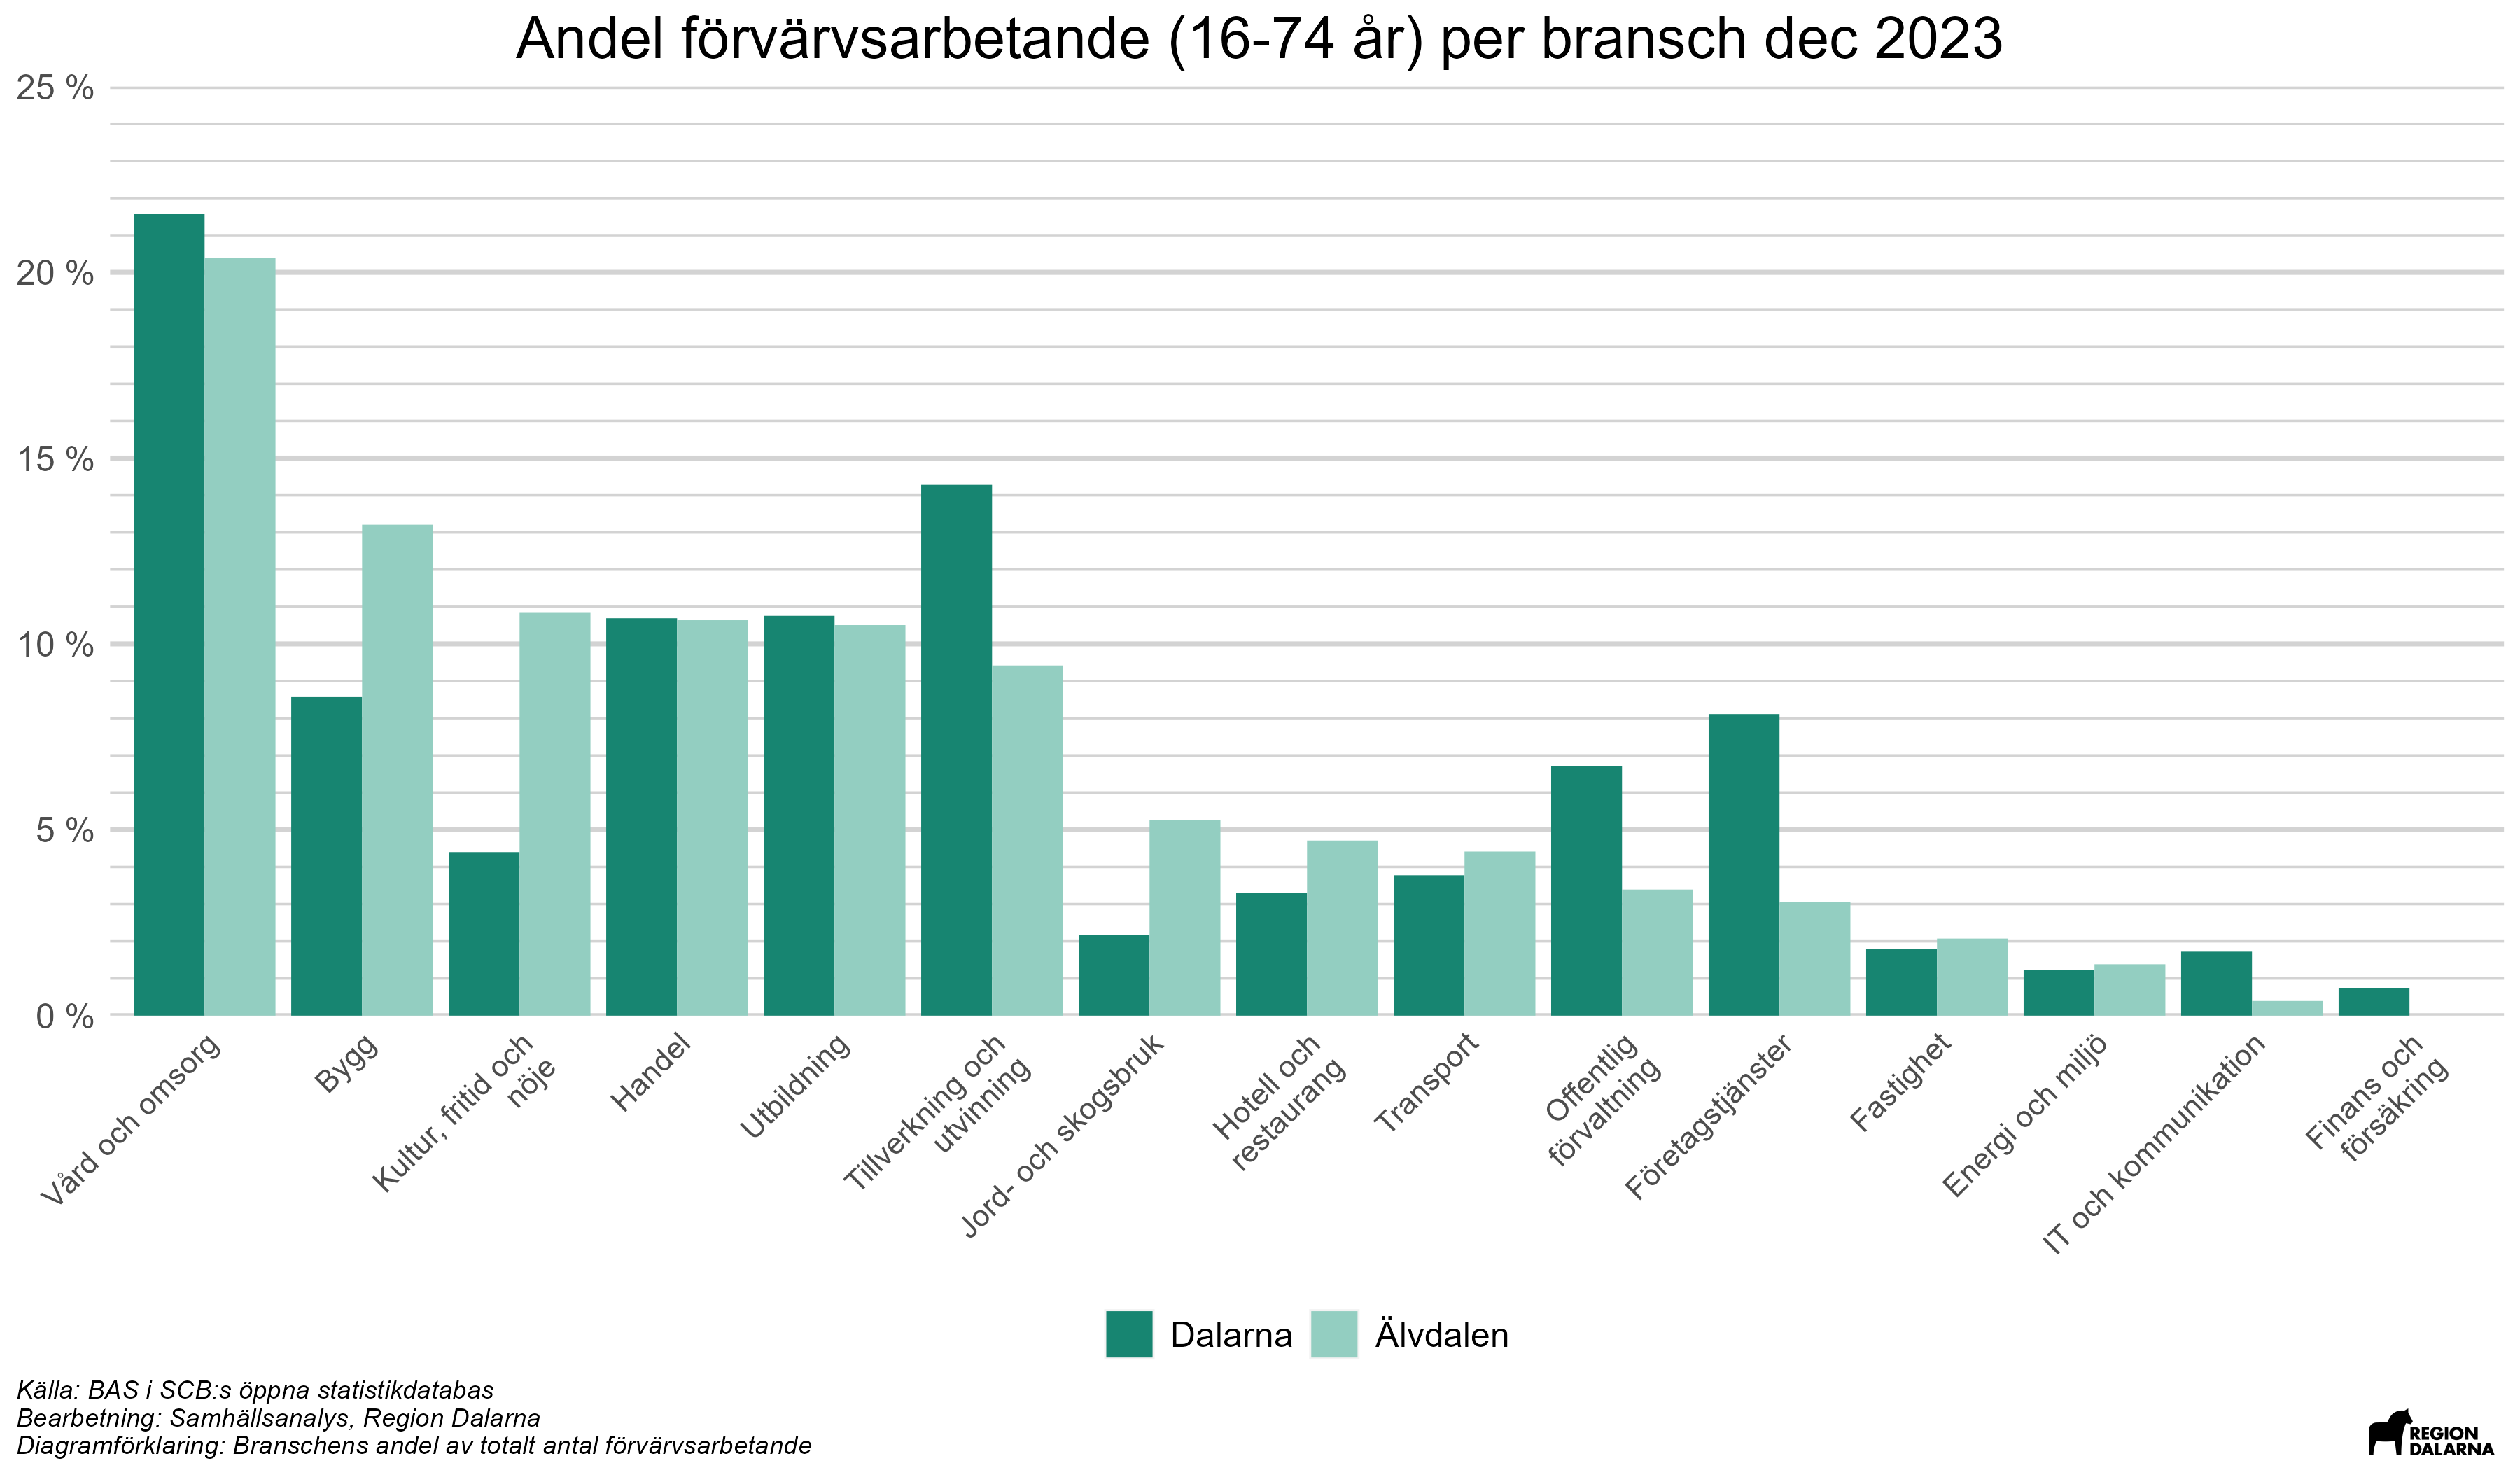 Andel förvärvsarbetande (16-74 år) per bransch dec 2023
25 %
20 %
15 %
10 %
5 %
0 %
Vård och omsorg
Bygg
Kultur, fritid och
nöje
Handel
Utbildning
Tillverkning och
utvinning
Jord- och skogsbruk
Hotell och
restaurang
Transport
Offentlig
förvaltning
Företagstjänster
Fastighet
Energi och miljö
IT och kommunikation
Finans och
försäkring
Dalarna
Älvdalen
Källa: BAS i SCB:s öppna statistikdatabas
Bearbetning: Samhällsanalys, Region Dalarna
Diagramförklaring: Branschens andel av totalt antal förvärvsarbetande
REGION
DALARNA